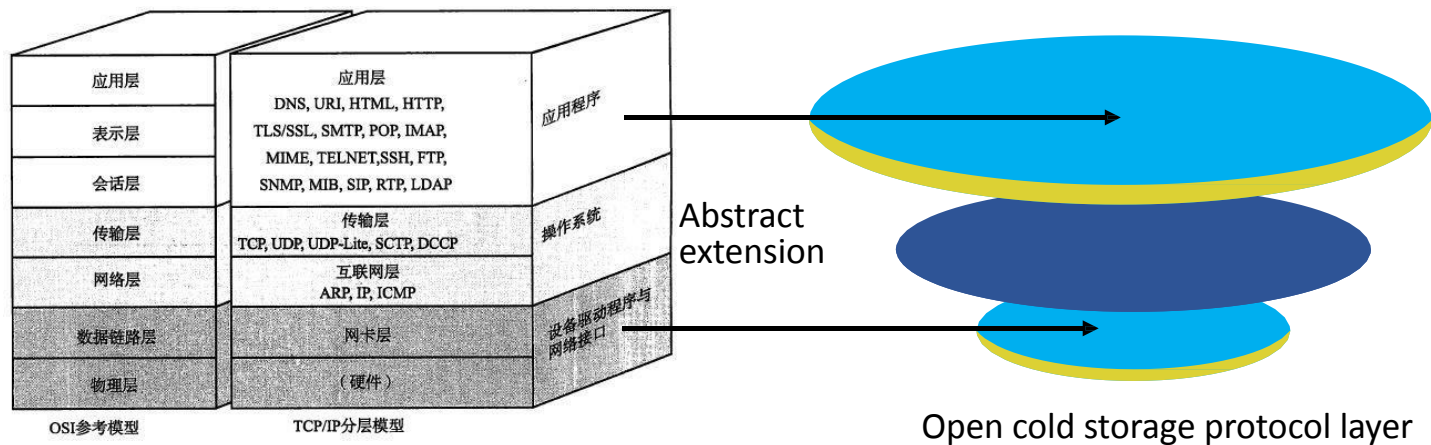 应用层
表示层
会话层
传输层
网络层
数据链路层
物理层
OSI参考模型
应用层
DNS, URI, HTML, HTTP,
TLS/SSL, SMTP, POP, IMAP,
MIME, TELNET,SSH, FTP,
SNMP, MIB, SIP, RTP, LDAP
传输层
TCP, UDP, UDP-Lite, SCTP, DCCP
互联网层
ARP, IP, ICMP
网卡层
（硬件）
TCP/IP分层模型
应用程序
操作系统
设备驱动程序与
网络接口
Abstract
extension
Open cold storage protocol layer